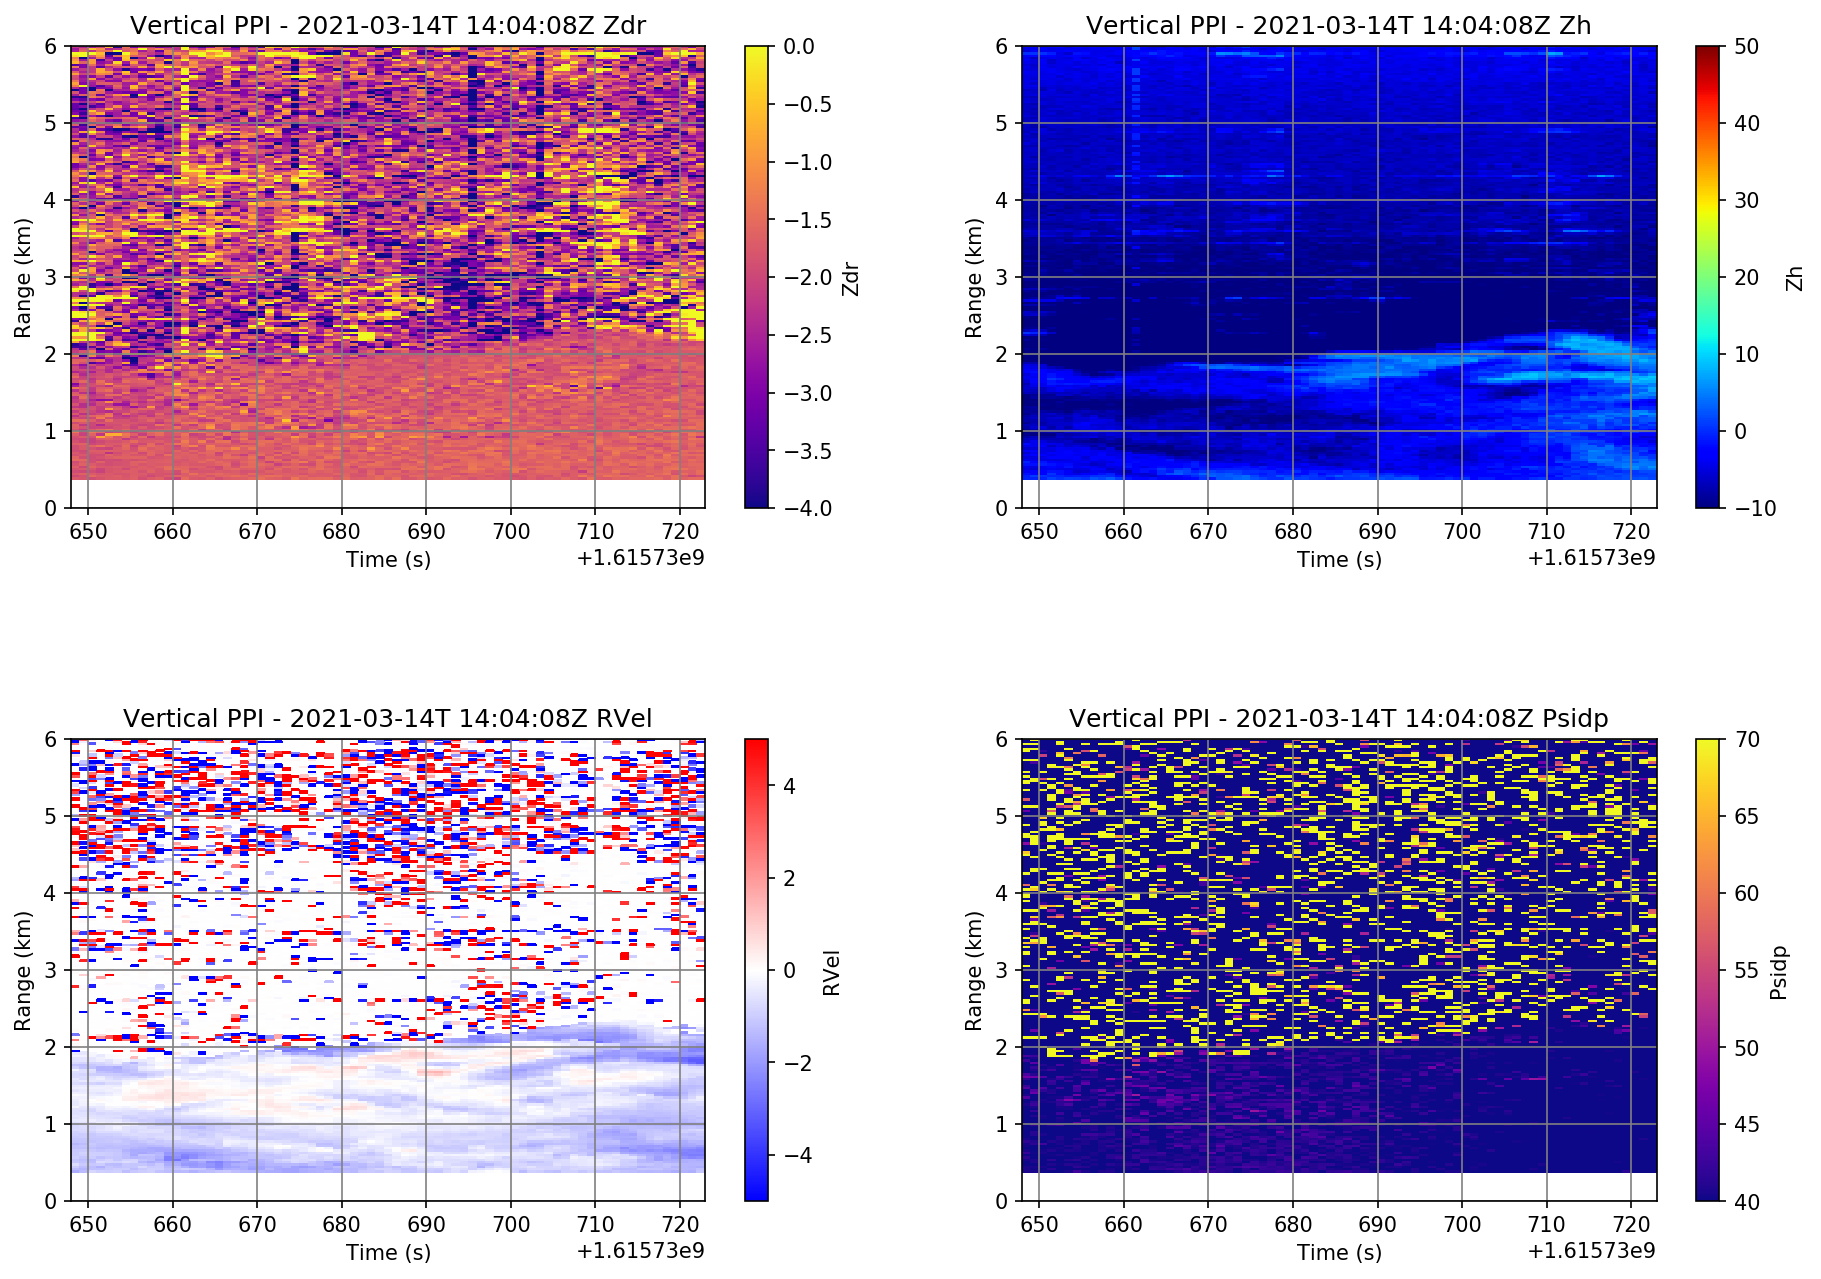 Vertical PPI - 2021-03-14T 14:04:08Z Zdr
6
5
4
3
2
1
0
Range (km)
650 660 670 680 690 700 710 720
Time (s)
+1.61573e9
0.0
−0.5
−1.0
−1.5
−2.0
−2.5
−3.0
−3.5
−4.0
Zdr
Vertical PPI - 2021-03-14T 14:04:08Z Zh
6
5
4
3
2
1
0
Range (km)
650 660 670 680 690 700 710 720
Time (s)
+1.61573e9
50
40
30
20
10
0
−10
Zh
Vertical PPI - 2021-03-14T 14:04:08Z RVel
6
5
4
3
2
1
0
Range (km)
650 660 670 680 690 700 710 720
Time (s)
+1.61573e9
4
2
0
−2
−4
RVel
Vertical PPI - 2021-03-14T 14:04:08Z Psidp
6
5
4
3
2
1
0
Range (km)
650 660 670 680 690 700 710 720
Time (s)
+1.61573e9
70
65
60
55
50
45
40
Psidp